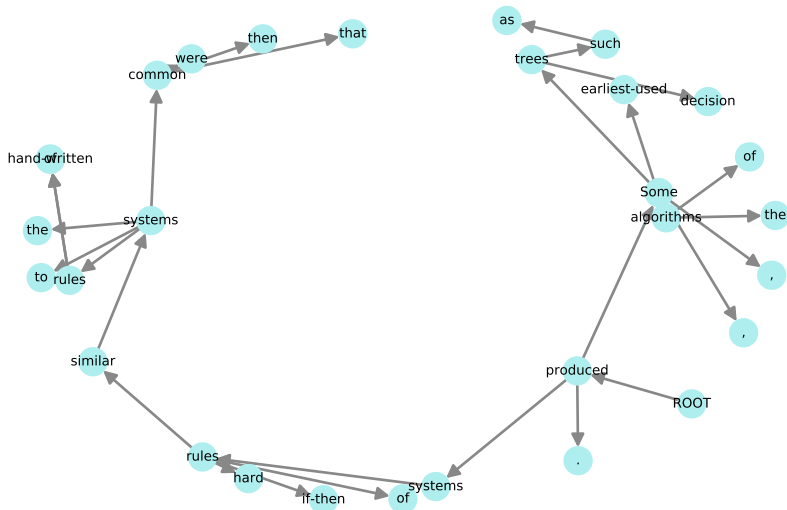 as
that
then
such
were
trees
common
earliest-used
decision
of
hand-written
of
Some
the
algorithms
systems
the
,
to
rules
,
similar
produced
ROOT
rules
.
hard
systems
if-then
of